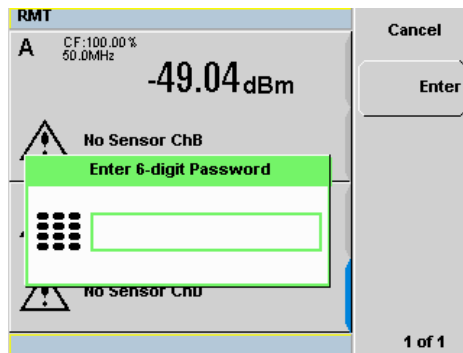 RMT
Cancel
A
CF:100.00%
50.0MHz
-49.04dBm
Enter
No Sensor ChB
Enter 6-digit Password
No Sensor ChD
1 of 1